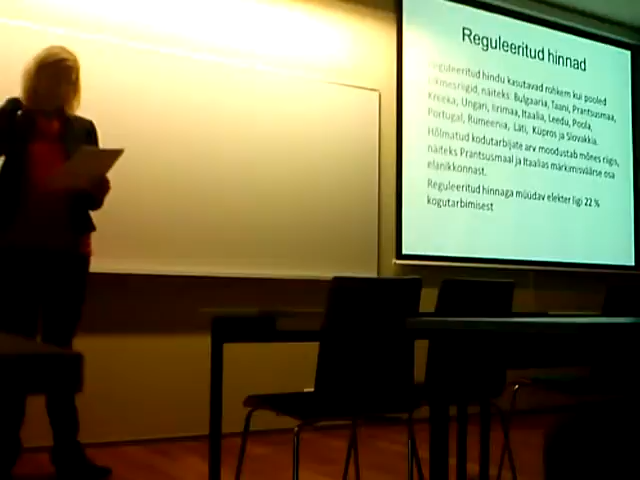 Reguleeritud hinnad
reguleeritud hindu kasutavad rohkem kui pooled
liikmesriigid, näiteks: Bulgaaria, Taani, Prantsusmaa,
Kreeka, Ungari, Iirimaa, Itaalia, Leedu, Poola,
Portugal, Rumeenia, Läti, Küpros ja Slovakkia.
Hõlmatud kodutarbijate arv moodustab mõnes riigis,
näiteks Prantsusmaal ja Itaalias märkimisväärse osa
elanikkonnast.
Reguleeritud hinnaga müüdav elekter ligi 22 %
kogutarbimisest